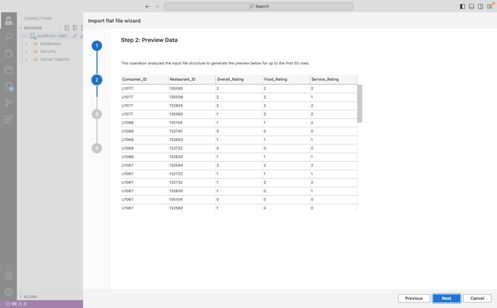 Search
CONNECTIONS
SERVERS
Databases
Security
Server Objects
AZURE
Import flat file wizard
1
2
3
4
Step 2: Preview Data
This operation analyzed the input file structure to generate the preview below for up to the first 50 rows.
Consumer_ID Restaurant_ID Overall_Rating Food_Rating Service_Rating
U1077 135085 2 2 2
U1077 135038 2 2 1
U1077 132825 2 2 2
U1077 135060 1 2 2
U1068 135104 1 1 2
U1068 132740 0 0 0
U1068 132663 1 1 1
U1068 132732 0 0 0
U1068 132630 1 1 1
U1067 132584 2 2 2
U1067 132733 1 1 1
U1067 132732 1 2 2
U1067 132630 1 0 1
U1067 135104 0 0 0
U1067 132560 1 0 0
Previous Next Cancel